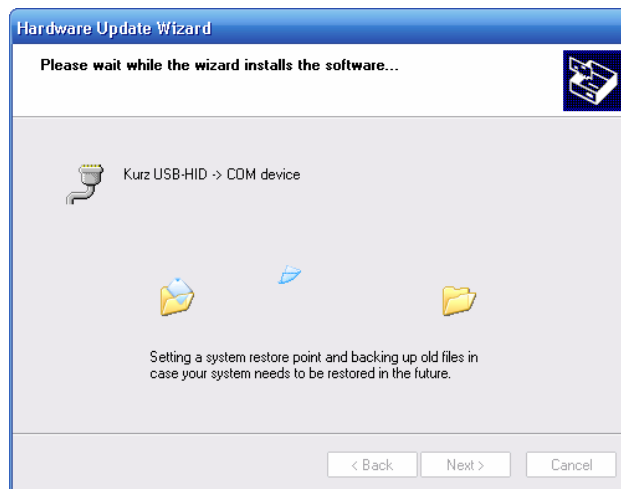 Hardware Update Wizard
Please wait while the wizard installs the software...
Kurz USB-HID -> COM device
Setting a system restore point and backing up old files in
case your system needs to be restored in the future.
< Back Next > Cancel